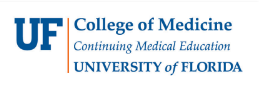 UF College of Medicine
Continuing Medical Education
UNIVERSITY of FLORIDA